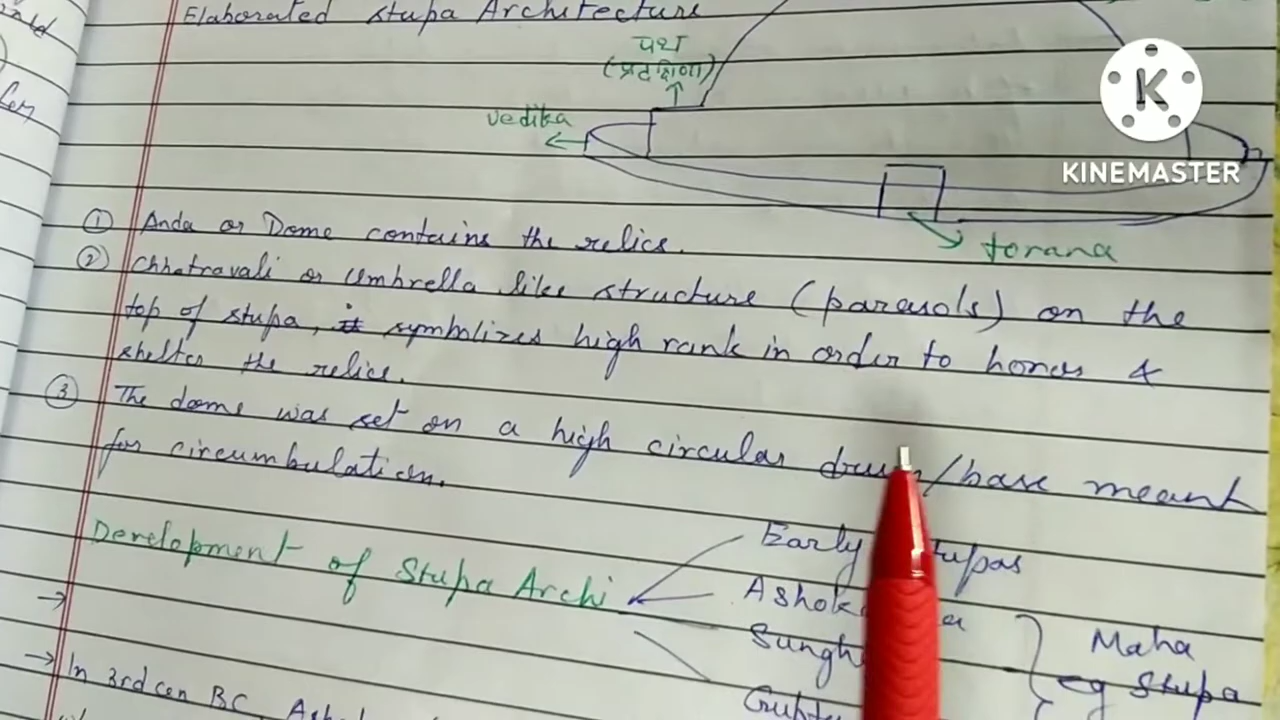 Elaborated Stupa Architecture
पथ
(प्रदक्षिणा)
vedika
KINEMASTER
torana
① Anda or Dome contains the relics.
② Chhatravali or Umbrella like structure (parasols) on the
top of stupa, it symbolizes high rank in order to honor &
shelter the relics.
③ The dome was set on a high circular drum/base meant
for circumbulation.
Development of Stupa Archi
Early Stupas
Ashok
Sungh
Maha
eg Stupa
Gupt
→
→ In 3rd cen BC, Ashok